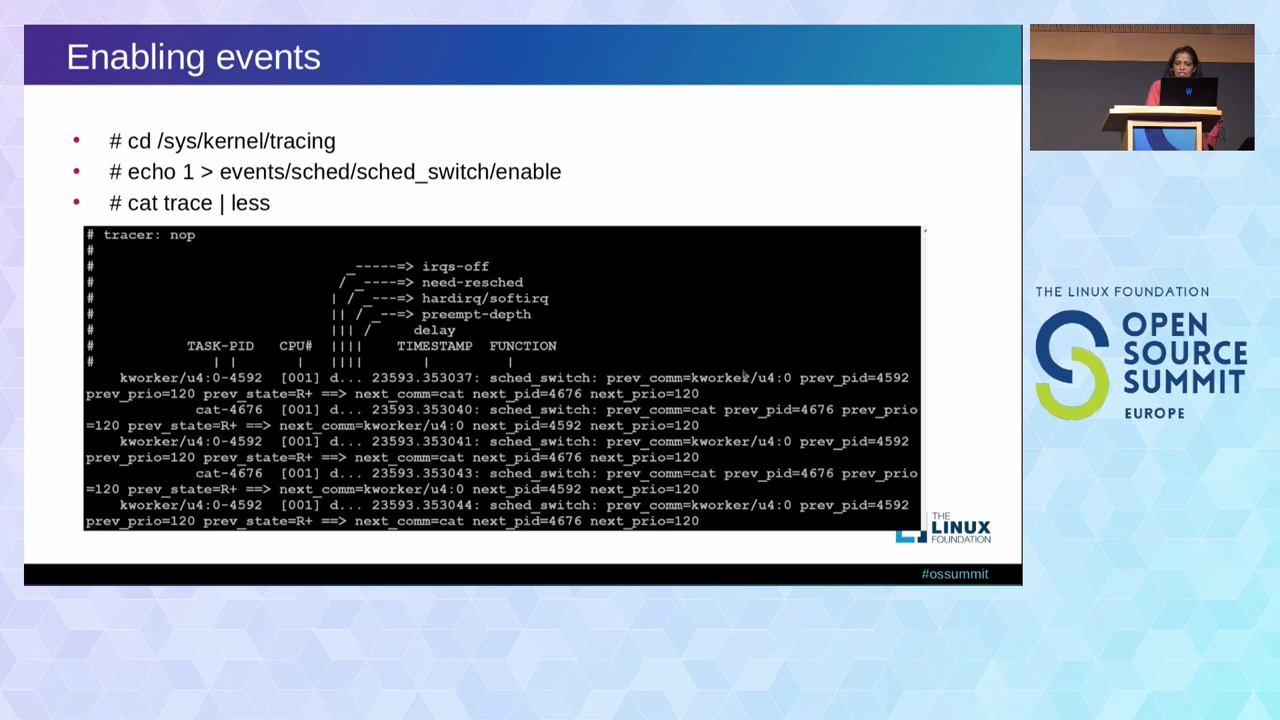 Enabling events
• # cd /sys/kernel/tracing
• # echo 1 > events/sched/sched_switch/enable
• # cat trace | less
# tracer: nop
#
# _-----=> irqs-off
# / _----=> need-resched
# | / _---=> hardirq/softirq
# || / _--=> preempt-depth
# ||| / delay
# TASK-PID CPU# |||| TIMESTAMP FUNCTION
# | | | |||| | |
kworker/u4:0-4592 [001] d... 23593.353037: sched_switch: prev_comm=kworker/u4:0 prev_pid=4592
prev_prio=120 prev_state=R+ ==> next_comm=cat next_pid=4676 next_prio=120
cat-4676 [001] d... 23593.353040: sched_switch: prev_comm=cat prev_pid=4676 prev_prio
=120 prev_state=R+ ==> next_comm=kworker/u4:0 next_pid=4592 next_prio=120
kworker/u4:0-4592 [001] d... 23593.353041: sched_switch: prev_comm=kworker/u4:0 prev_pid=4592
prev_prio=120 prev_state=R+ ==> next_comm=cat next_pid=4676 next_prio=120
cat-4676 [001] d... 23593.353043: sched_switch: prev_comm=cat prev_pid=4676 prev_prio
=120 prev_state=R+ ==> next_comm=kworker/u4:0 next_pid=4592 next_prio=120
kworker/u4:0-4592 [001] d... 23593.353044: sched_switch: prev_comm=kworker/u4:0 prev_pid=4592
prev_prio=120 prev_state=R+ ==> next_comm=cat next_pid=4676 next_prio=120
THE
LINUX
FOUNDATION
#ossummit
THE LINUX FOUNDATION
OPEN
SOURCE
SUMMIT
EUROPE